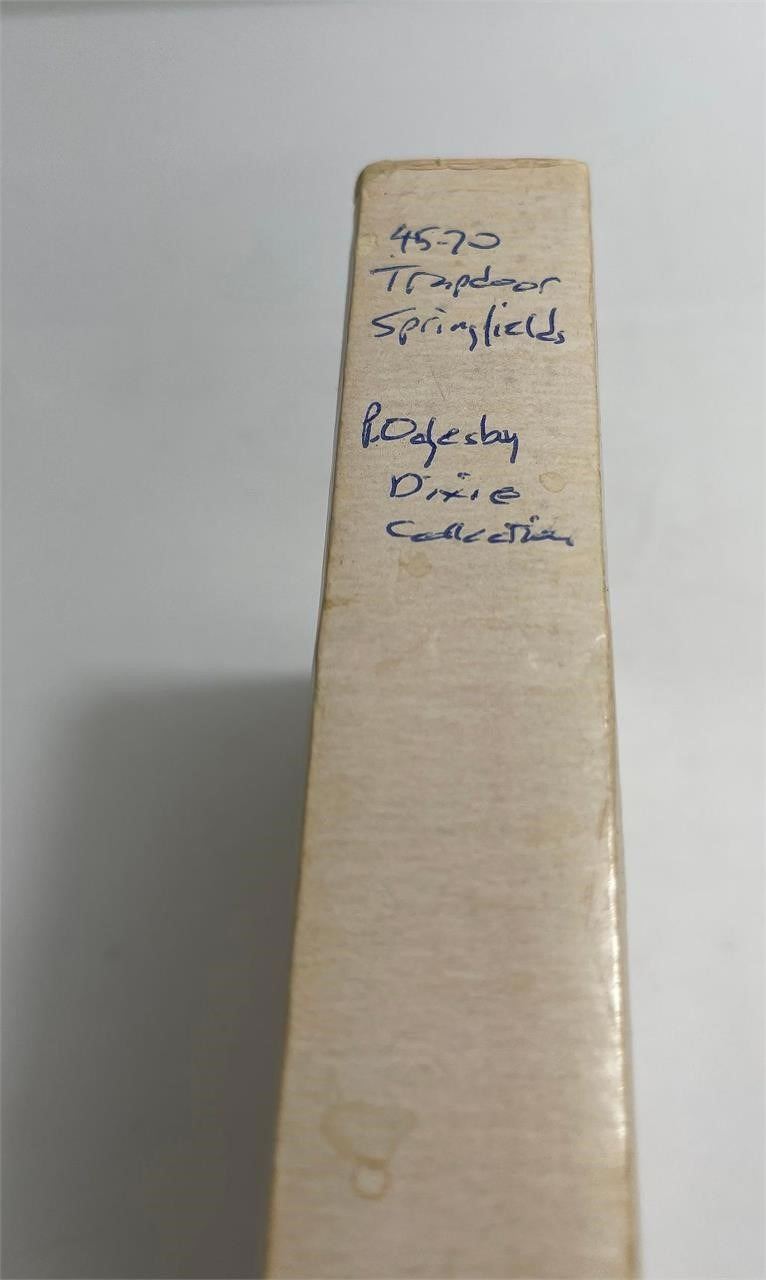 45-70
Trapdoor
Springfields
P. Oglesby
Dixie
Collection